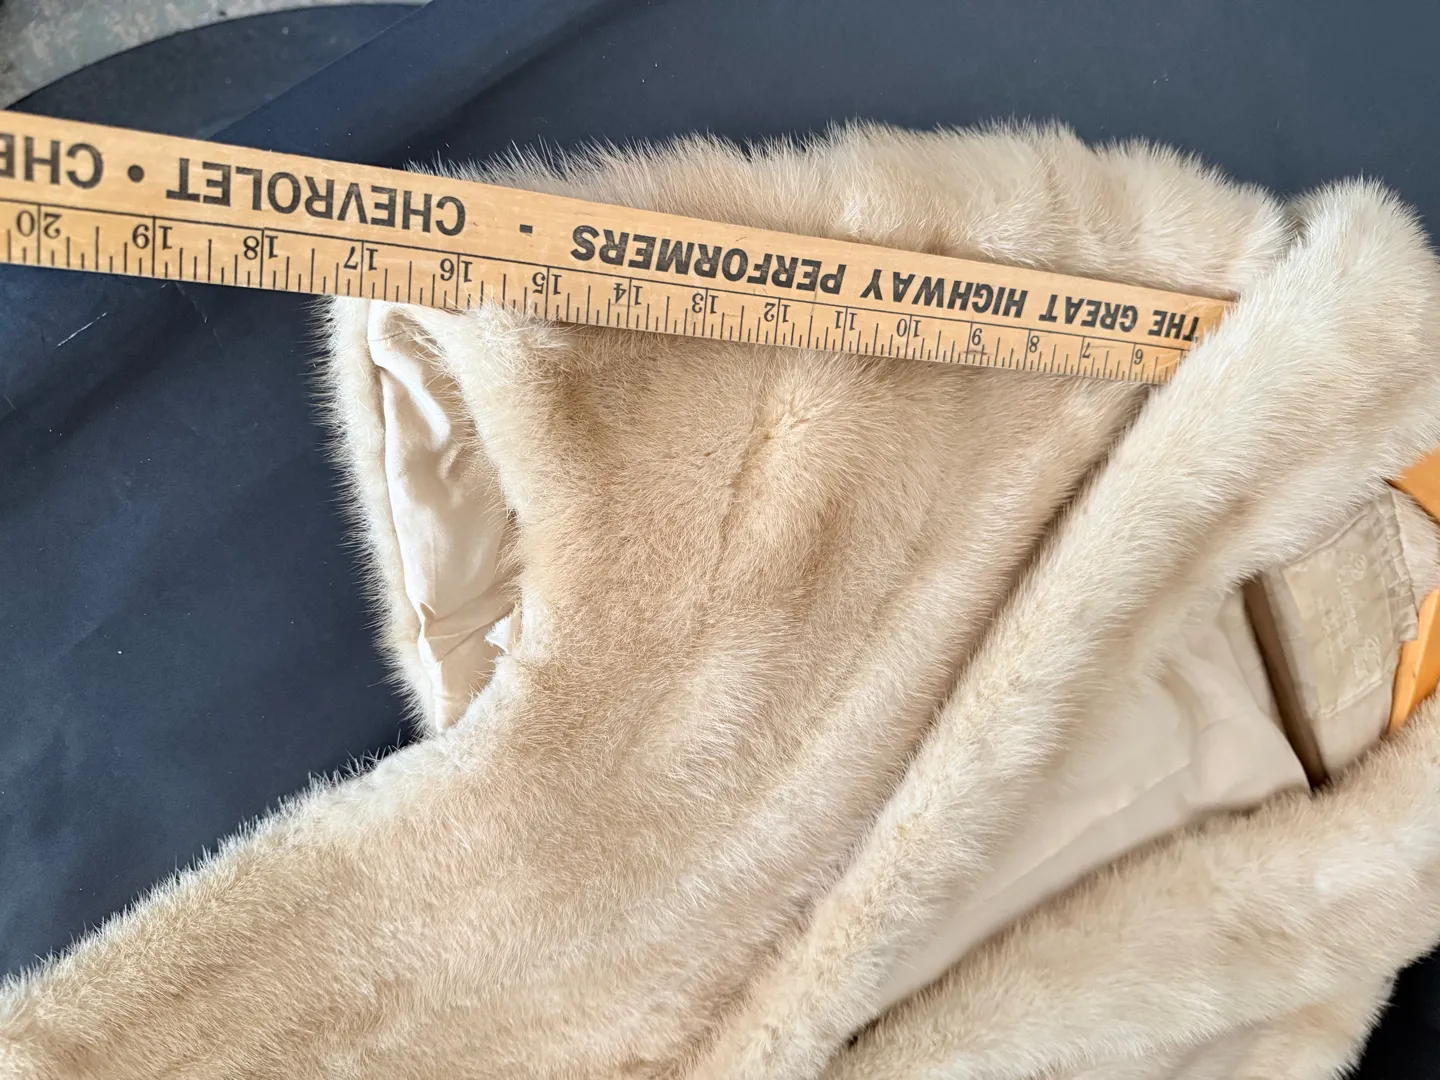 THE GREAT HIGHWAY PERFORMERS - CHEVROLET • CHE
6 7 8 9 10 11 12 13 14 15 16 17 18 19 20